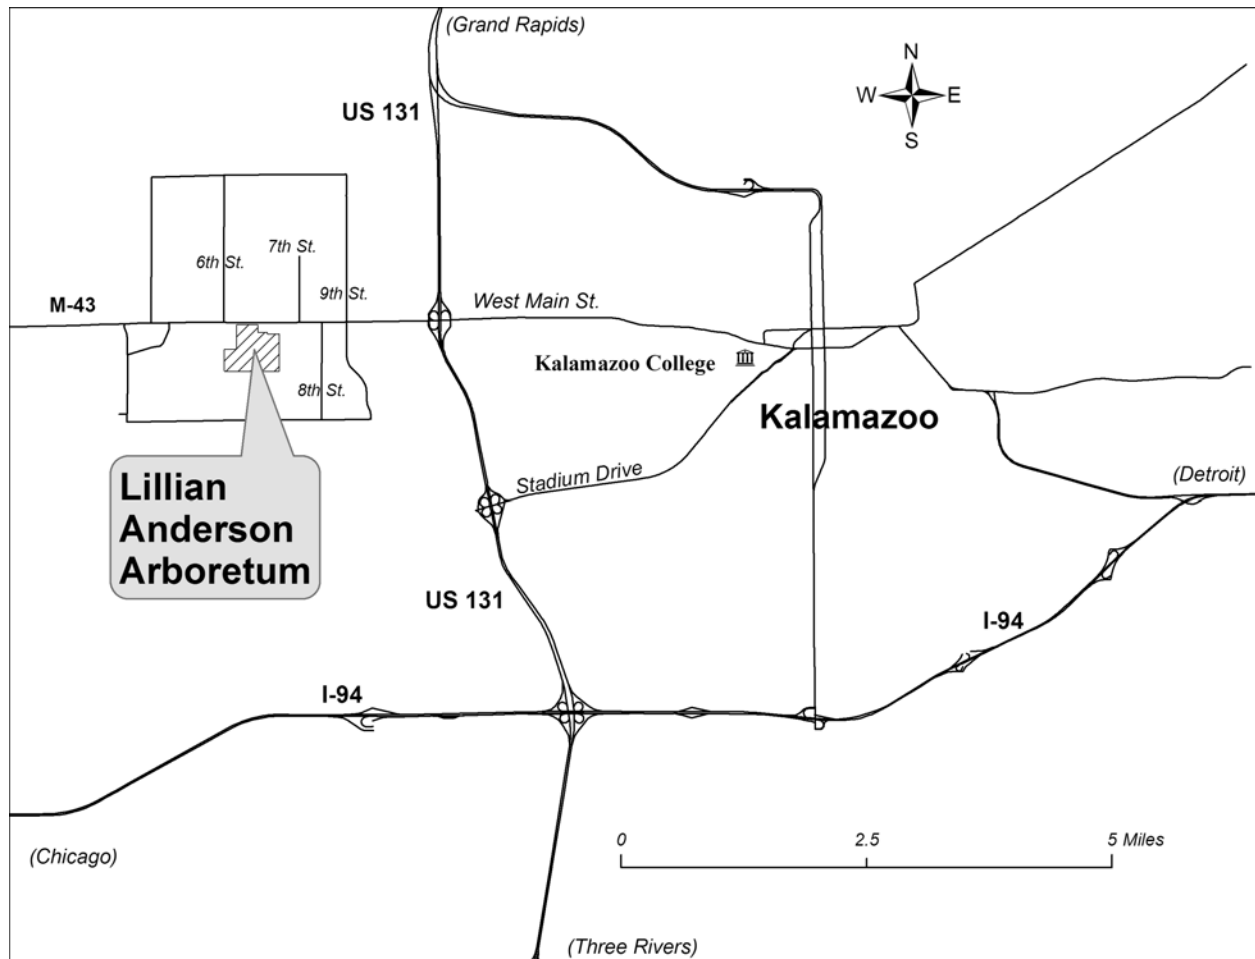 (Grand Rapids)
N
US 131
W E
S
7th St.
6th St.
9th St.
M-43
West Main St.
Kalamazoo College
8th St.
Kalamazoo
Stadium Drive
(Detroit)
Lillian
Anderson
Arboretum
US 131
I-94
I-94
0 2.5 5 Miles
(Chicago)
(Three Rivers)